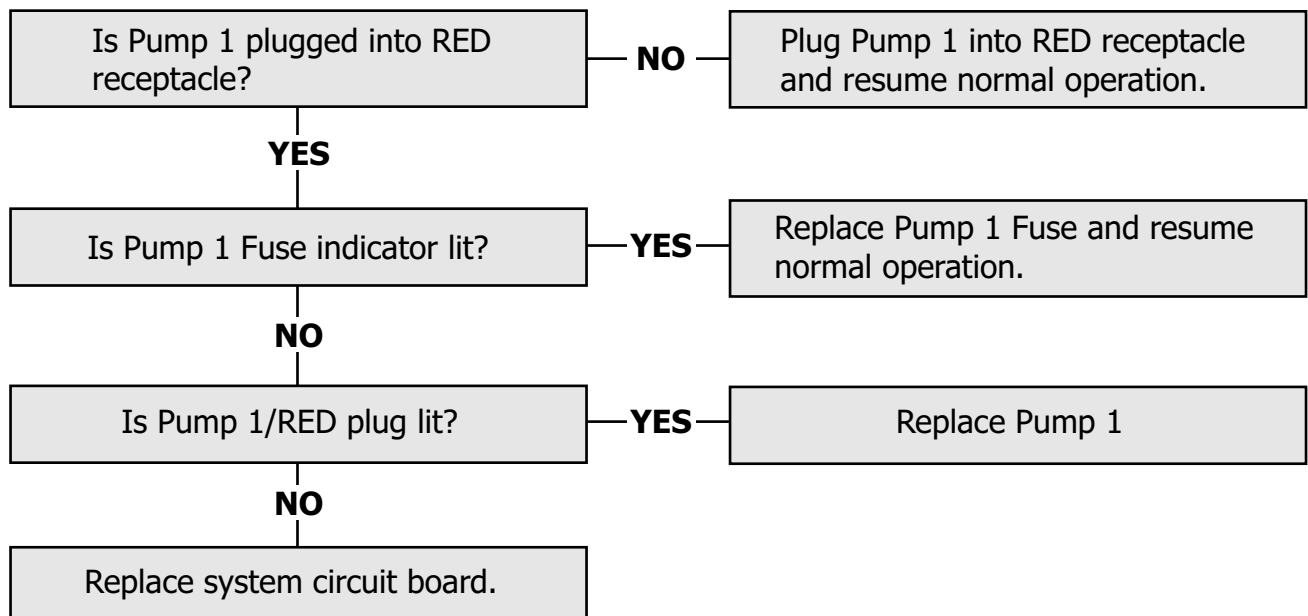 Is Pump 1 plugged into RED
receptacle?
NO
Plug Pump 1 into RED receptacle
and resume normal operation.
YES
Is Pump 1 Fuse indicator lit?
YES
Replace Pump 1 Fuse and resume
normal operation.
NO
Is Pump 1/RED plug lit?
YES
Replace Pump 1
NO
Replace system circuit board.